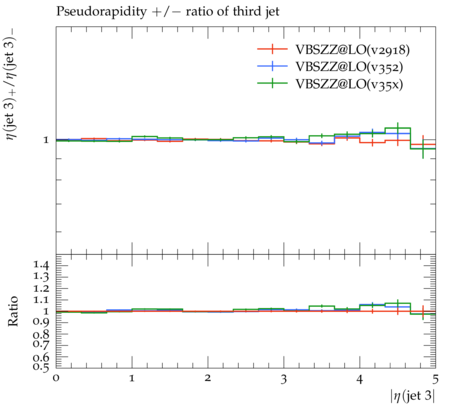 Pseudorapidity +/− ratio of third jet
η(jet 3)₊/η(jet 3)₋
VBSZZ@LO(v2918)
VBSZZ@LO(v352)
VBSZZ@LO(v35x)
1
Ratio
1.4
1.3
1.2
1.1
1
0.9
0.8
0.7
0.6
0.5
0 1 2 3 4 5
|η(jet 3|